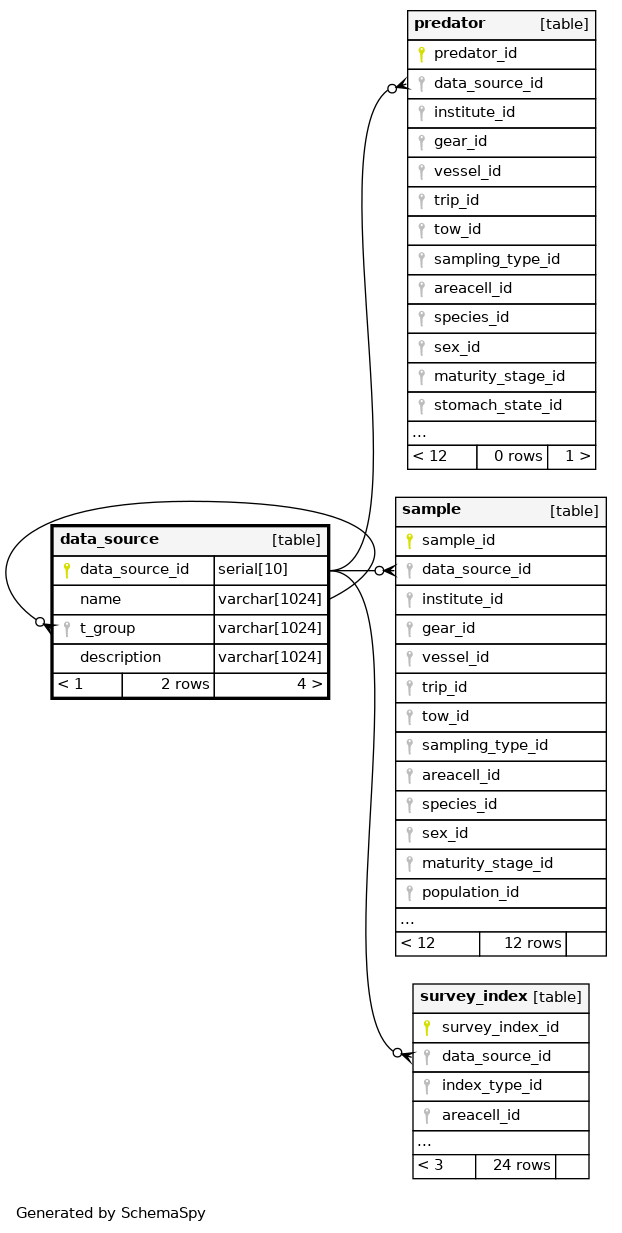 predator [table]
predator_id
data_source_id
institute_id
gear_id
vessel_id
trip_id
tow_id
sampling_type_id
areacell_id
species_id
sex_id
maturity_stage_id
stomach_state_id
...
< 12 0 rows 1 >
data_source [table]
data_source_id serial[10]
name varchar[1024]
t_group varchar[1024]
description varchar[1024]
< 1 2 rows 4 >
sample [table]
sample_id
data_source_id
institute_id
gear_id
vessel_id
trip_id
tow_id
sampling_type_id
areacell_id
species_id
sex_id
maturity_stage_id
population_id
...
< 12 12 rows
survey_index [table]
survey_index_id
data_source_id
index_type_id
areacell_id
...
< 3 24 rows
Generated by SchemaSpy